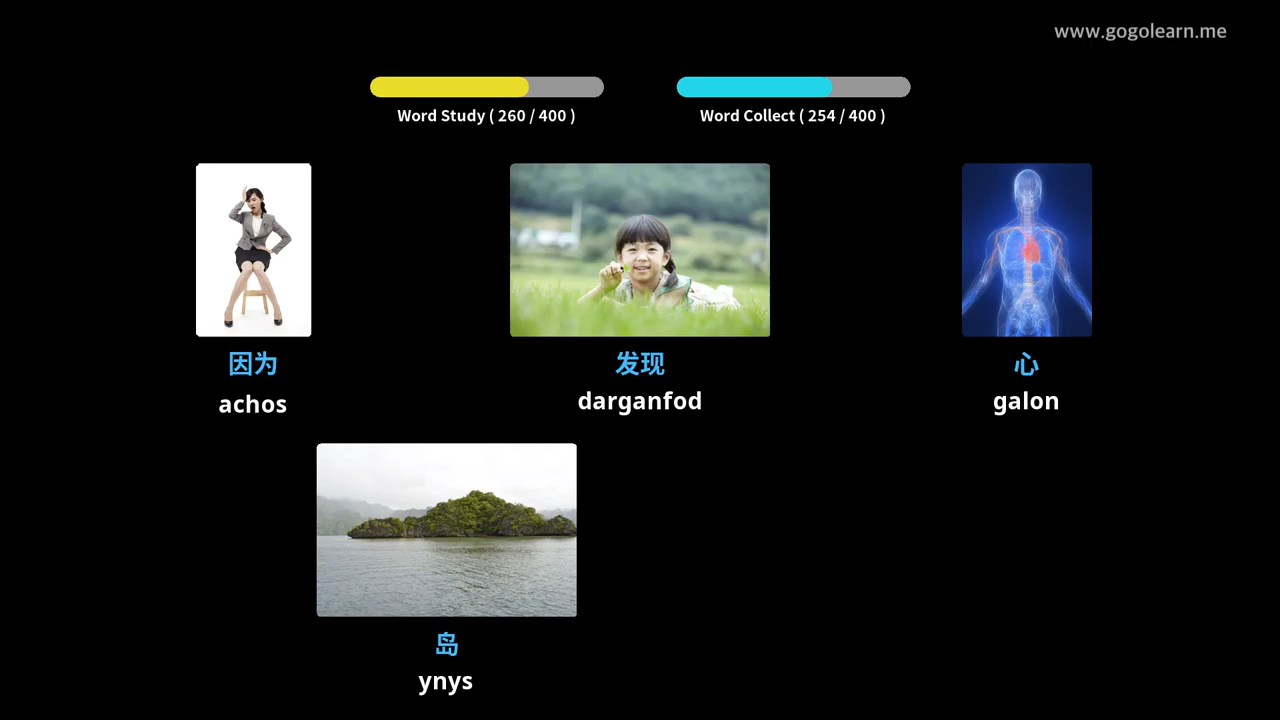 www.gogolearn.me
Word Study ( 260 / 400 )
Word Collect ( 254 / 400 )
因为
achos
发现
darganfod
心
galon
岛
ynys